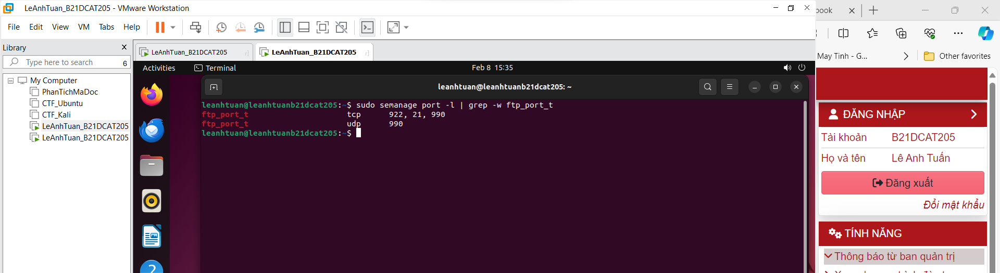 LeAnhTuan_B21DCAT205 - VMware Workstation
File Edit View VM Tabs Help
Library
Type here to search
6
My Computer
PhanTichMaDoc
CTF_Ubuntu
CTF_Kali
LeAnhTuan_B21DCAT205
LeAnhTuan_B21DCAT205
LeAnhTuan_B21DCAT205
LeAnhTuan_B21DCAT205
Activities Terminal Feb 8 15:35
leanhtuan@leanhtuanb21dcat205: ~
leanhtuan@leanhtuanb21dcat205:~$ sudo semanage port -l | grep -w ftp_port_t
ftp_port_t tcp 922, 21, 990
ftp_port_t udp 990
leanhtuan@leanhtuanb21dcat205:~$
book
May Tinh - G...
Other favorites
ĐĂNG NHẬP
Tài khoản B21DCAT205
Họ và tên Lê Anh Tuấn
Đăng xuất
Đổi mật khẩu
TÍNH NĂNG
Thông báo từ ban quản trị